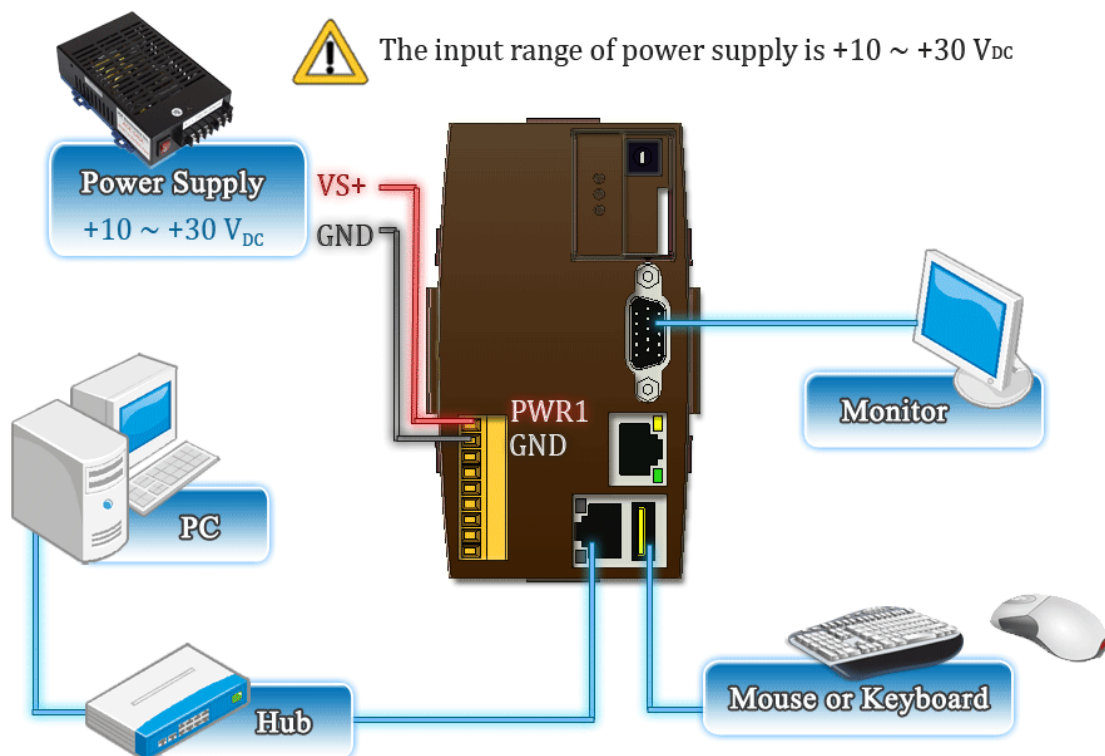 The input range of power supply is +10 ~ +30 VDC
Power Supply
+10 ~ +30 VDC
VS+
GND
PWR1
GND
Monitor
PC
Hub
Mouse or Keyboard